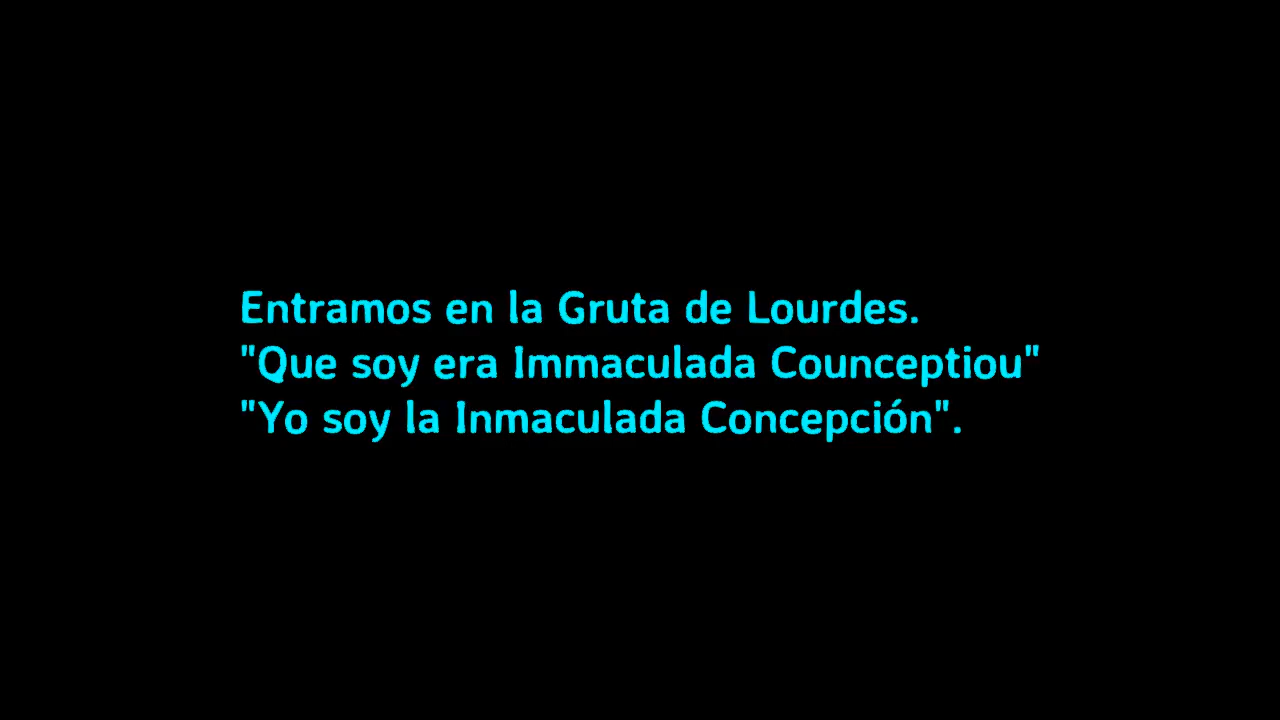 Entramos en la Gruta de Lourdes.
"Que soy era Immaculada Counceptiou"
"Yo soy la Inmaculada Concepción".